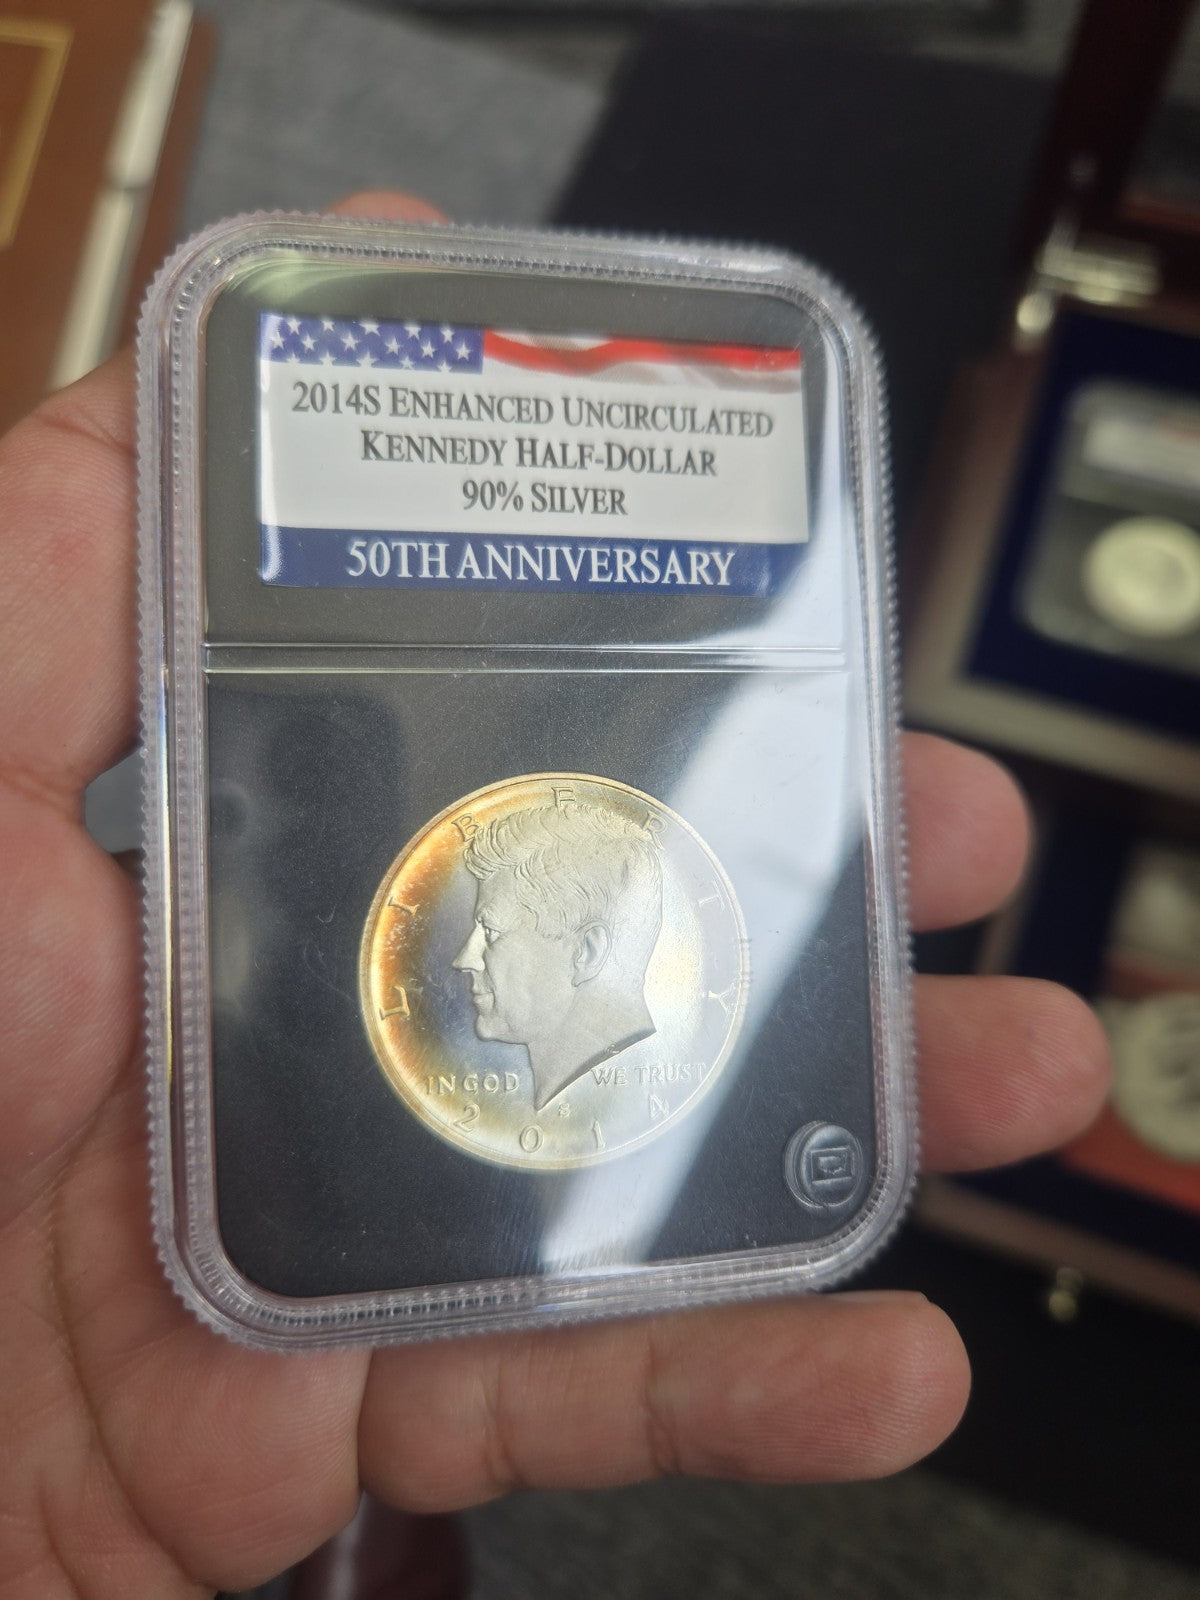 2014S ENHANCED UNCIRCULATED
KENNEDY HALF-DOLLAR
90% SILVER
50TH ANNIVERSARY
LIBERTY
IN GOD WE TRUST
S
2014